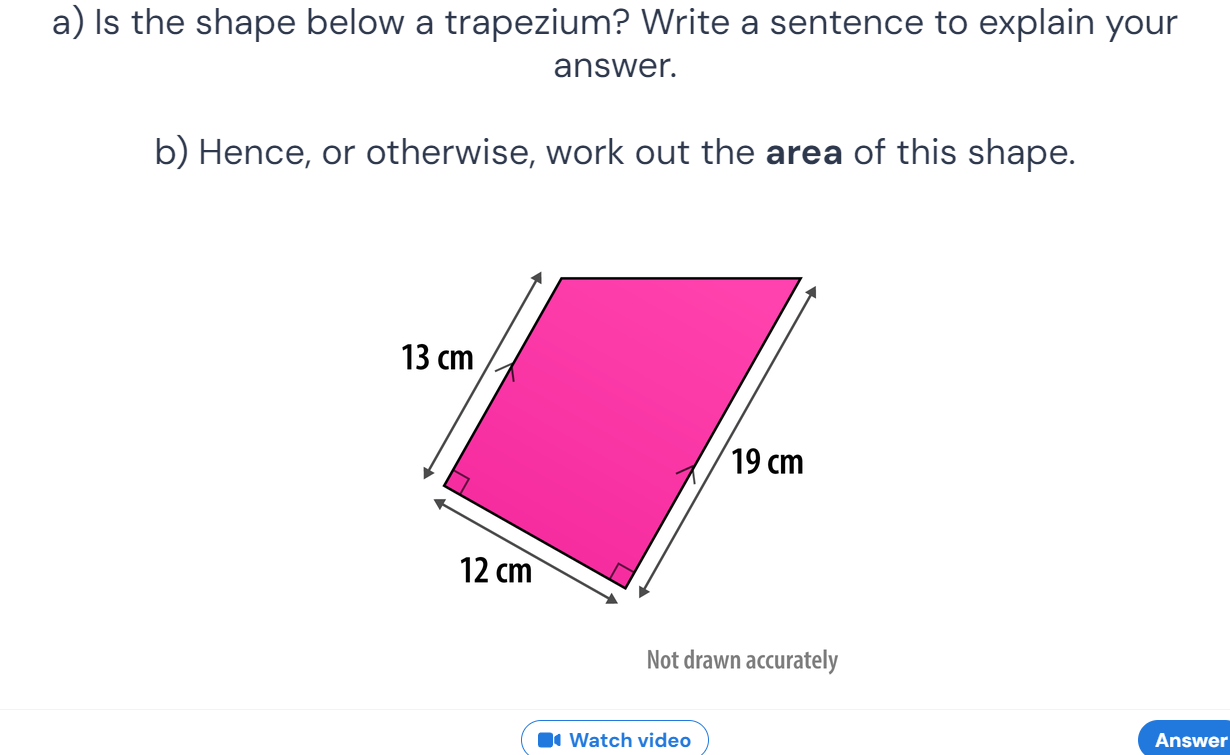 a) Is the shape below a trapezium? Write a sentence to explain your
answer.
b) Hence, or otherwise, work out the area of this shape.
13 cm
19 cm
12 cm
Not drawn accurately
Watch video
Answer